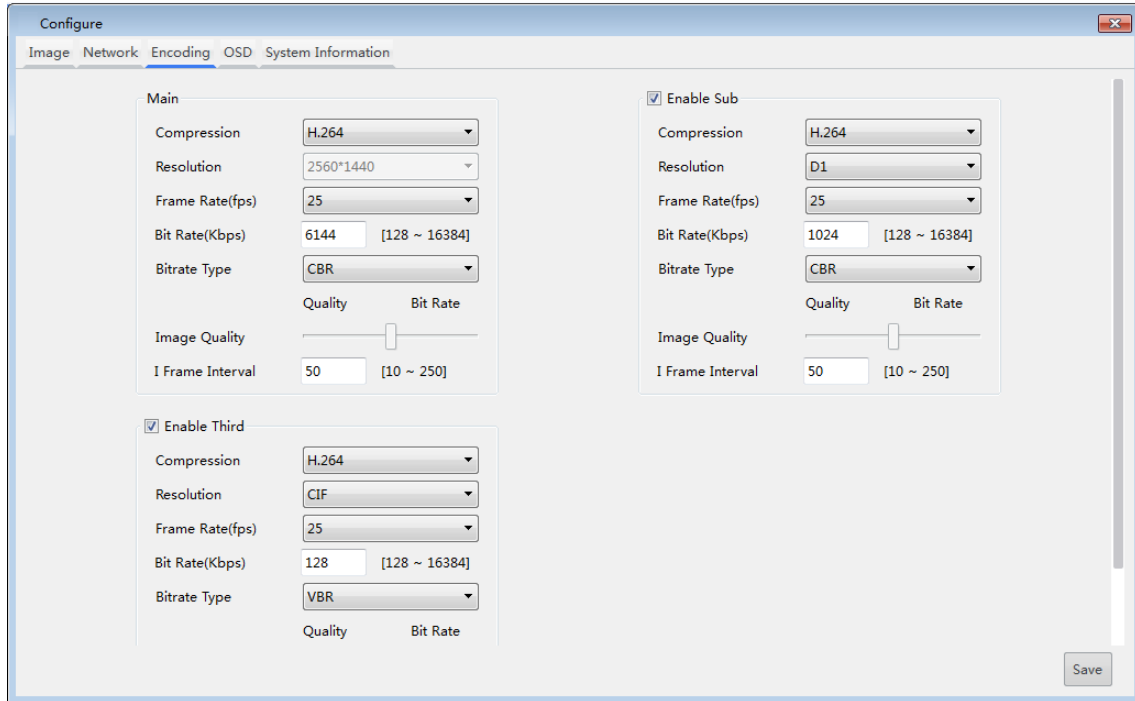 Configure
Image Network Encoding OSD System Information
Main
Compression H.264
Resolution 2560*1440
Frame Rate(fps) 25
Bit Rate(Kbps) 6144 [128 ~ 16384]
Bitrate Type CBR
Quality Bit Rate
Image Quality
I Frame Interval 50 [10 ~ 250]
Enable Sub
Compression H.264
Resolution D1
Frame Rate(fps) 25
Bit Rate(Kbps) 1024 [128 ~ 16384]
Bitrate Type CBR
Quality Bit Rate
Image Quality
I Frame Interval 50 [10 ~ 250]
Enable Third
Compression H.264
Resolution CIF
Frame Rate(fps) 25
Bit Rate(Kbps) 128 [128 ~ 16384]
Bitrate Type VBR
Quality Bit Rate
Save